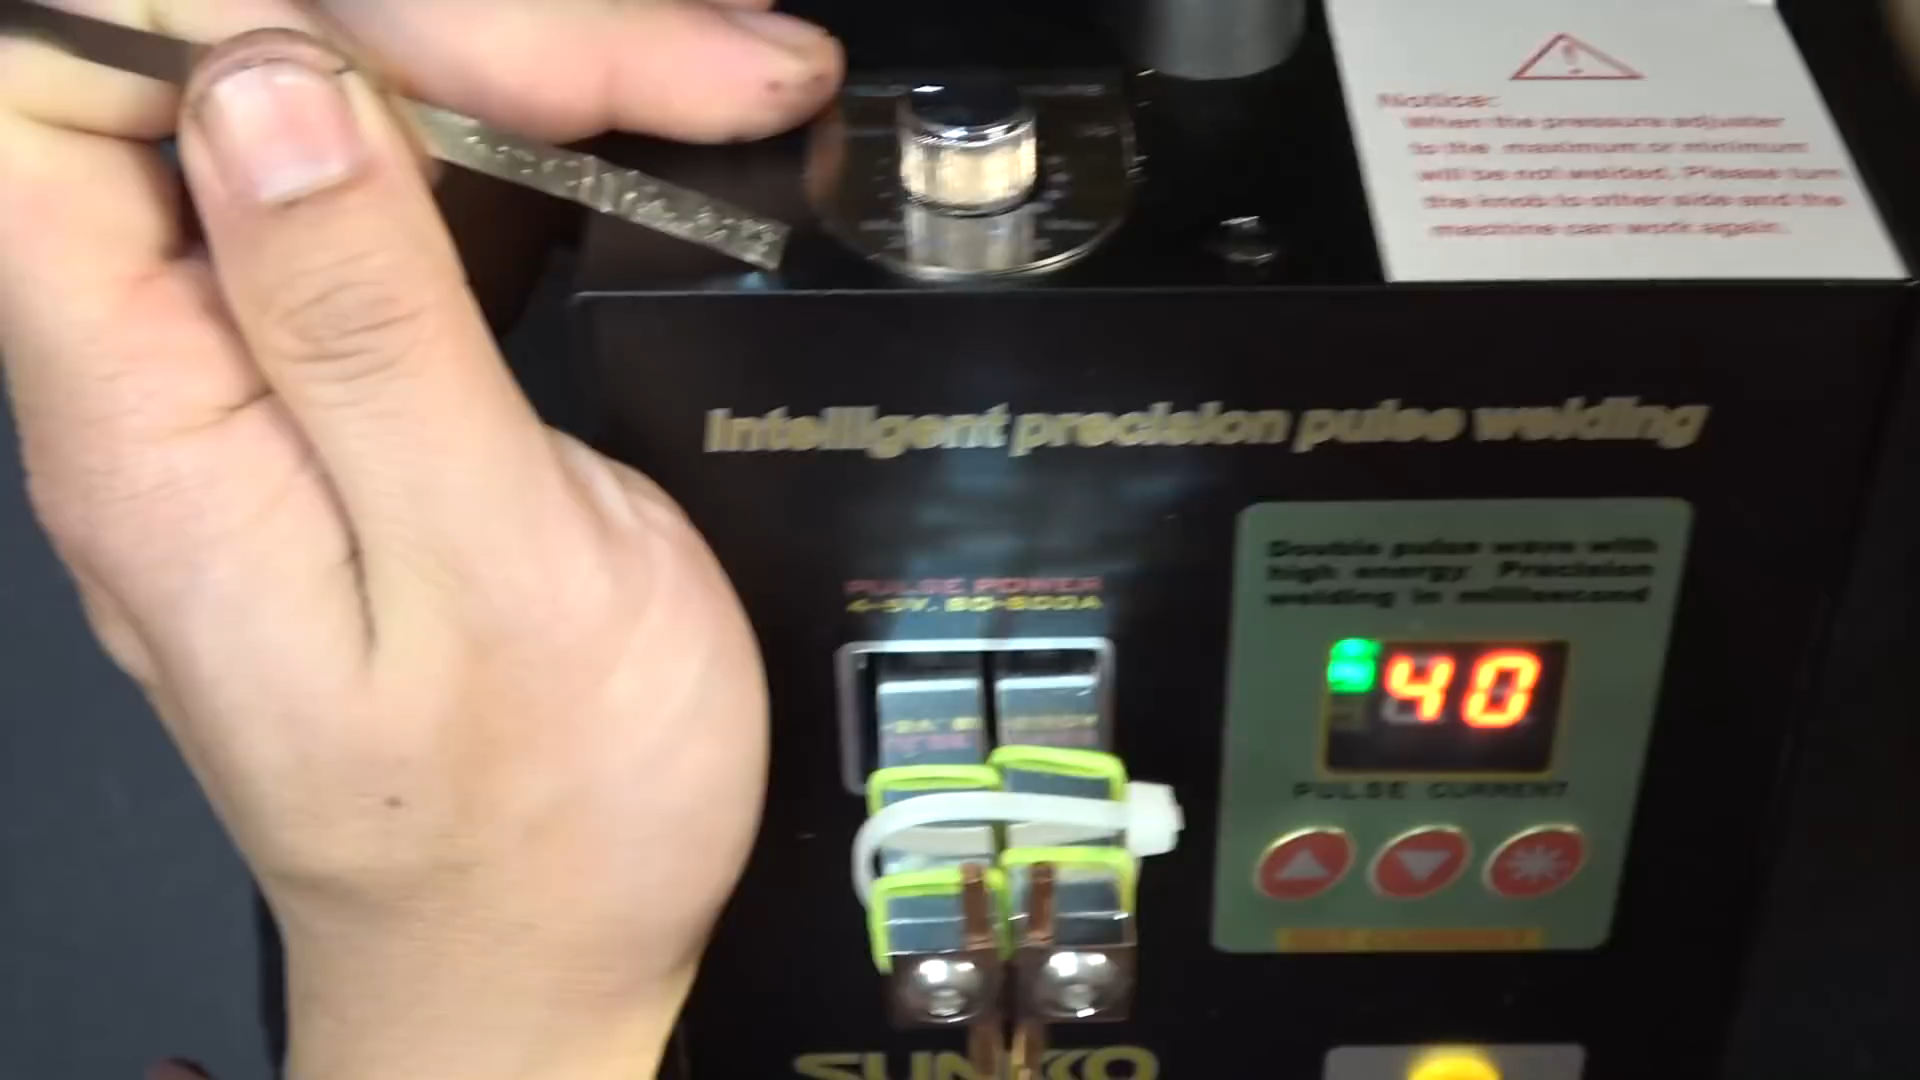 Notice:
When the pressure adjuster
to the maximum or minimum
will be not welded. Please turn
the knob to other side and the
machine can work again.
Intelligent precision pulse welding
PULSE POWER
4-5V. 80-800A
Double pulse wave with
high energy. Precision
welding in millisecond
40
PULSE CURRENT
SUNKKO